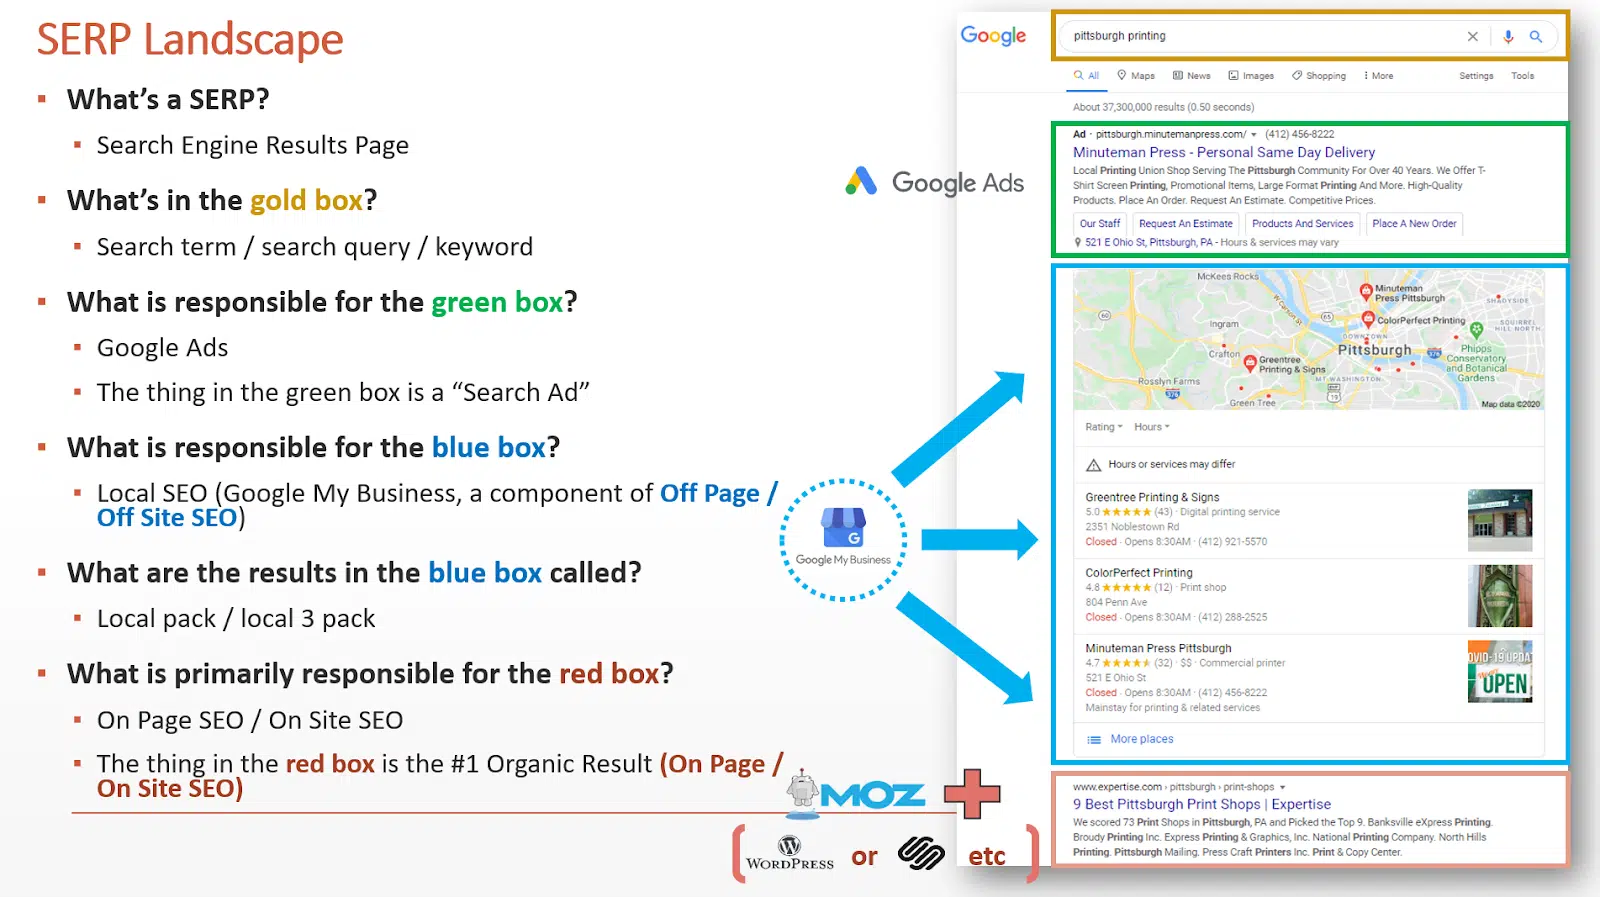 SERP Landscape
What's a SERP?
Search Engine Results Page
What's in the gold box?
Search term / search query / keyword
What is responsible for the green box?
Google Ads
The thing in the green box is a “Search Ad”
What is responsible for the blue box?
Local SEO (Google My Business, a component of Off Page /
Off Site SEO)
What are the results in the blue box called?
Local pack / local 3 pack
What is primarily responsible for the red box?
On Page SEO / On Site SEO
The thing in the red box is the #1 Organic Result (On Page /
On Site SEO)
Google Ads
G
Google My Business
MOZ
WORDPRESS or etc
Google
pittsburgh printing
All Maps News Images Shopping More Settings Tools
About 37,300,000 results (0.50 seconds)
Ad · pittsburgh.minutemanpress.com/ (412) 456-8222
Minuteman Press - Personal Same Day Delivery
Local Printing Union Shop Serving The Pittsburgh Community For Over 40 Years. We Offer T-
Shirt Screen Printing, Promotional Items, Large Format Printing And More. High-Quality
Products. Place An Order. Request An Estimate. Competitive Prices.
Our Staff Request An Estimate Products And Services Place A New Order
521 E Ohio St, Pittsburgh, PA - Hours & services may vary
McKees Rocks
Minuteman
Press Pittsburgh
SHADYSIDE
60
W Carson St
65
ColorPerfect Printing
SQUIRREL
HILL NORTH
Ingram
DOWNTOWN
Pittsburgh
376
Crafton
Greentree
Printing & Signs
Phipps
Conservatory
and Botanical
Gardens
MT WASHINGTON
Rosslyn Farms
376
19
Green Tree
Map data ©2020
Rating Hours
Hours or services may differ
Greentree Printing & Signs
5.0 (43) · Digital printing service
2351 Noblestown Rd
Closed · Opens 8:30AM · (412) 921-5570
ColorPerfect Printing
4.8 (12) · Print shop
804 Penn Ave
Closed · Opens 8:30AM · (412) 288-2525
Minuteman Press Pittsburgh
4.7 (32) · $$ · Commercial printer
521 E Ohio St
Closed · Opens 8:30AM · (412) 456-8222
Mainstay for printing & related services
OVID-19 UPDAT
OPEN
More places
www.expertise.com › pittsburgh › print-shops
9 Best Pittsburgh Print Shops | Expertise
We scored 73 Print Shops in Pittsburgh, PA and Picked the Top 9. Banksville eXpress Printing.
Broudy Printing Inc. Express Printing & Graphics, Inc. National Printing Company. North Hills
Printing. Pittsburgh Mailing. Press Craft Printers Inc. Print & Copy Center.